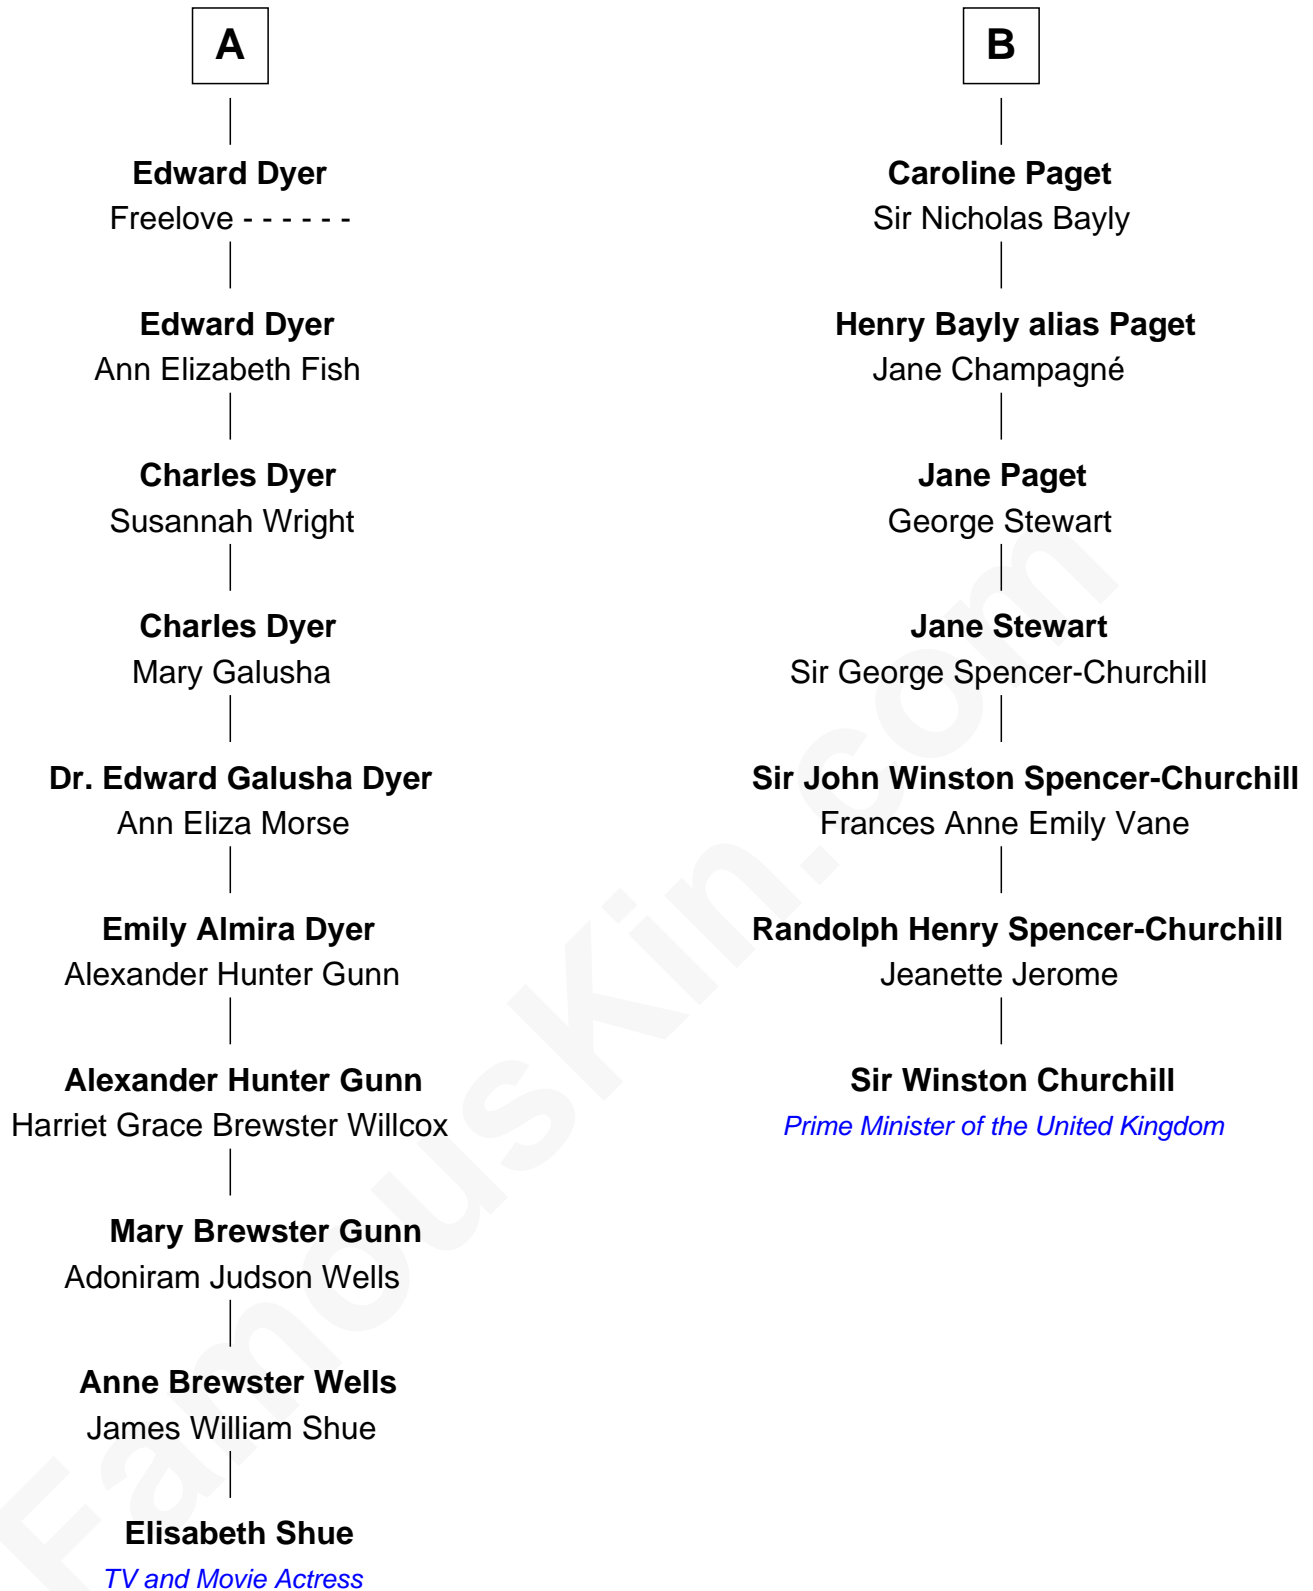 A
Edward Dyer
Freelove - - - - - -
Edward Dyer
Ann Elizabeth Fish
Charles Dyer
Susannah Wright
Charles Dyer
Mary Galusha
Dr. Edward Galusha Dyer
Ann Eliza Morse
Emily Almira Dyer
Alexander Hunter Gunn
Alexander Hunter Gunn
Harriet Grace Brewster Willcox
Mary Brewster Gunn
Adoniram Judson Wells
Anne Brewster Wells
James William Shue
Elisabeth Shue
TV and Movie Actress
B
Caroline Paget
Sir Nicholas Bayly
Henry Bayly alias Paget
Jane Champagné
Jane Paget
George Stewart
Jane Stewart
Sir George Spencer-Churchill
Sir John Winston Spencer-Churchill
Frances Anne Emily Vane
Randolph Henry Spencer-Churchill
Jeanette Jerome
Sir Winston Churchill
Prime Minister of the United Kingdom
FamousKin.com